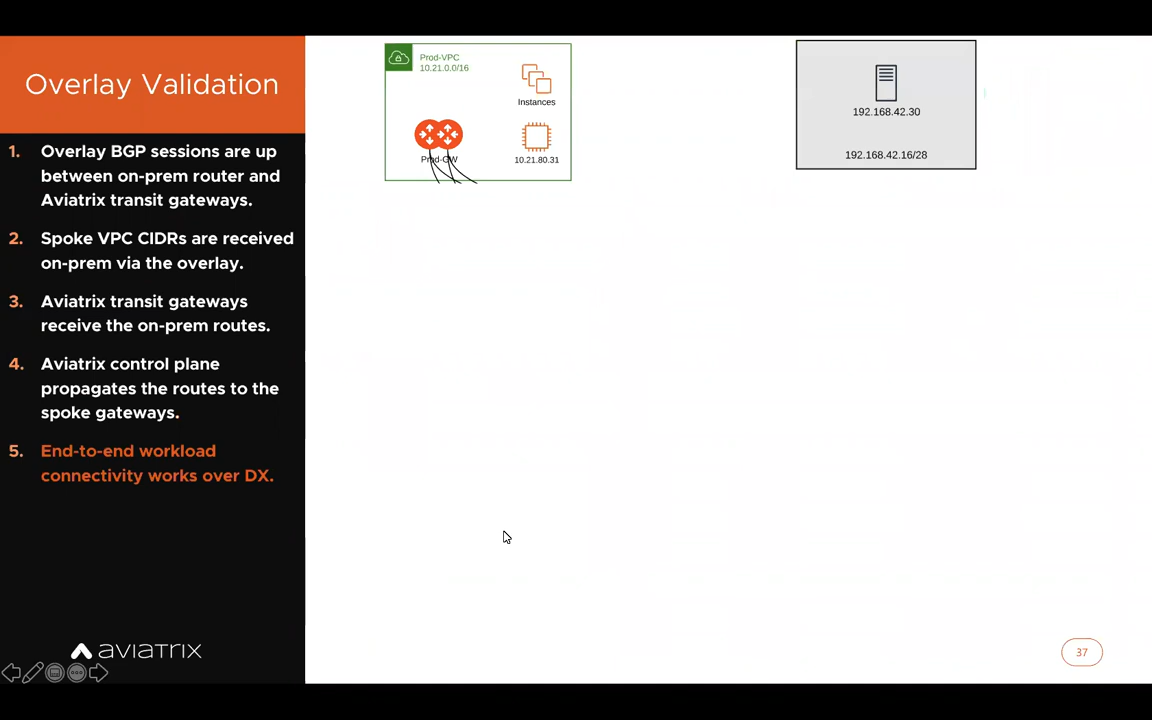 Overlay Validation
1. Overlay BGP sessions are up
between on-prem router and
Aviatrix transit gateways.
2. Spoke VPC CIDRs are received
on-prem via the overlay.
3. Aviatrix transit gateways
receive the on-prem routes.
4. Aviatrix control plane
propagates the routes to the
spoke gateways.
5. End-to-end workload
connectivity works over DX.
aviatrix
Prod-VPC
10.21.0.0/16
Instances
Prod-GW
10.21.80.31
192.168.42.30
192.168.42.16/28
37